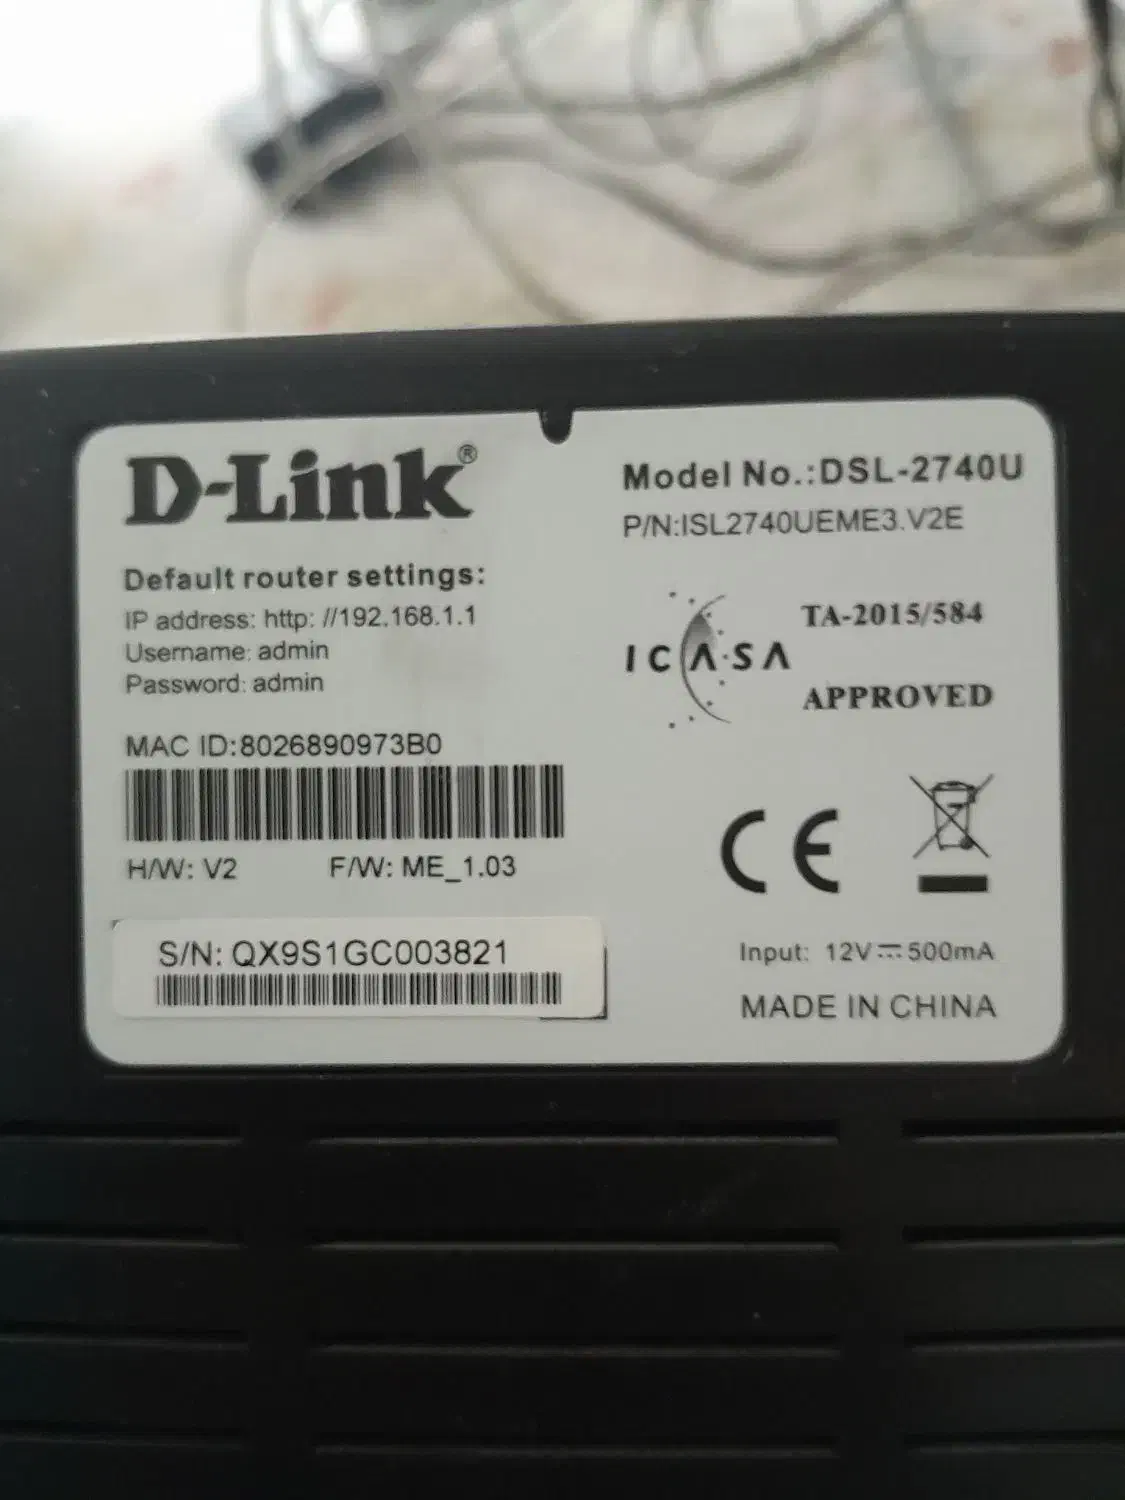 D-Link®
Default router settings:
IP address: http: //192.168.1.1
Username: admin
Password: admin
MAC ID:8026890973B0
H/W: V2 F/W: ME_1.03
S/N: QX9S1GC003821
Model No.:DSL-2740U
P/N:ISL2740UEME3.V2E
ICASA
TA-2015/584
APPROVED
CE
Input: 12V⎓500mA
MADE IN CHINA